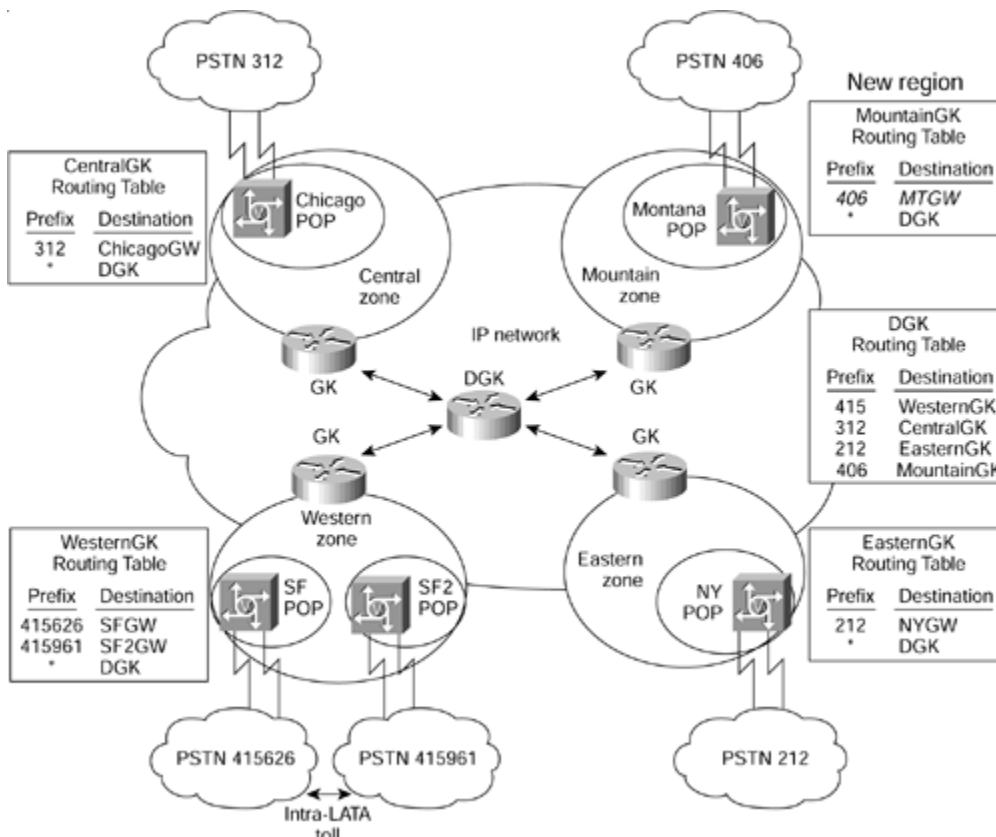 PSTN 312
PSTN 406
New region
CentralGK
Routing Table
Prefix Destination
312 ChicagoGW
* DGK
Chicago
POP
Central
zone
Montana
POP
Mountain
zone
MountainGK
Routing Table
Prefix Destination
406 MTGW
* DGK
IP network
GK
DGK
GK
GK
GK
DGK
Routing Table
Prefix Destination
415 WesternGK
312 CentralGK
212 EasternGK
406 MountainGK
WesternGK
Routing Table
Prefix Destination
415626 SFGW
415961 SF2GW
* DGK
Western
zone
SF
POP
SF2
POP
Eastern
zone
NY
POP
EasternGK
Routing Table
Prefix Destination
212 NYGW
* DGK
PSTN 415626
PSTN 415961
PSTN 212
Intra-LATA
toll